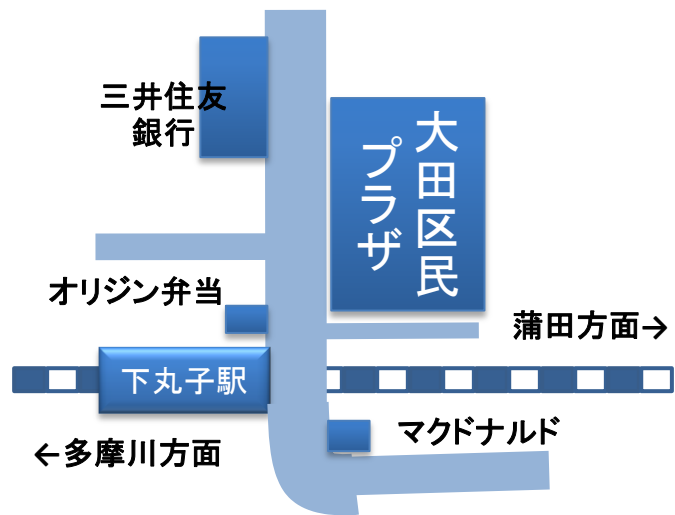 三井住友
銀行
大田区民
プラザ
オリジン弁当
蒲田方面→
下丸子駅
マクドナルド
←多摩川方面